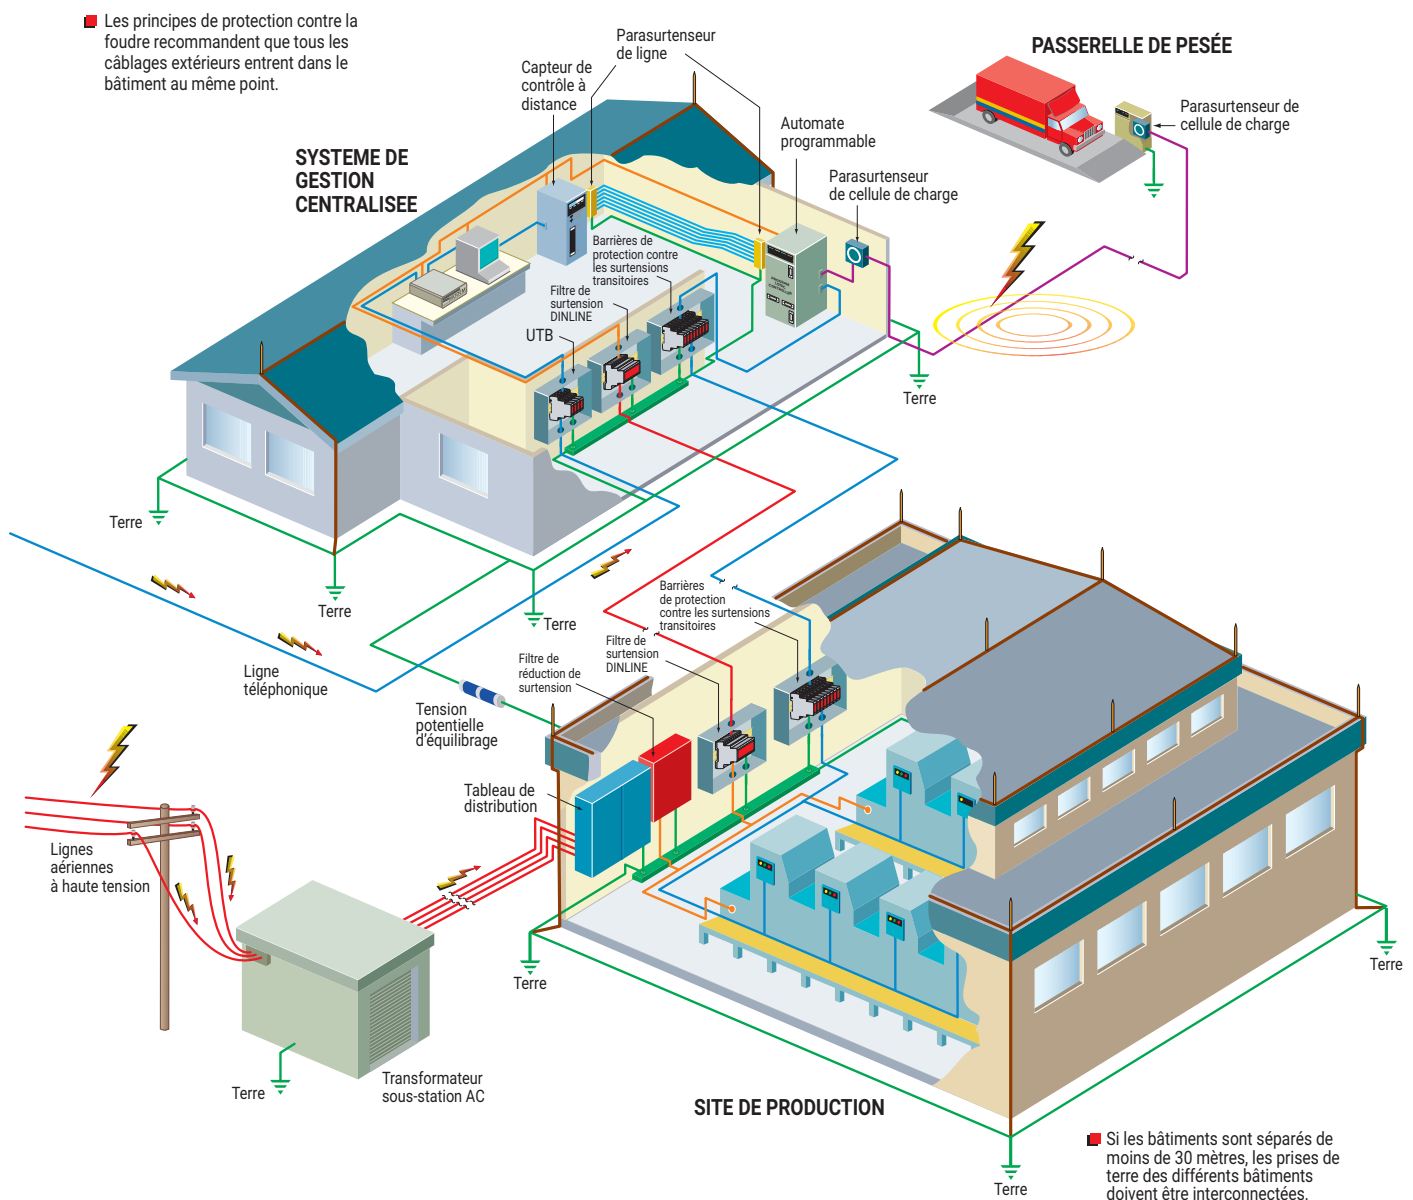 Les principes de protection contre la
foudre recommandent que tous les
câblages extérieurs entrent dans le
bâtiment au même point.
Parasurtenseur
de ligne
PASSERELLE DE PESÉE
Capteur de
contrôle à
distance
Parasurtenseur de
cellule de charge
Automate
programmable
SYSTEME DE
GESTION
CENTRALISEE
Parasurtenseur
de cellule de charge
Barrières de
protection contre
les surtensions
transitoires
Filtre de
surtension
DINLINE
UTB
Terre
Terre
Terre
Terre
Barrières
de protection
contre les surtensions
transitoires
Filtre de
surtension
DINLINE
Filtre de
réduction de
surtension
Ligne
téléphonique
Tension
potentielle
d'équilibrage
Tableau de
distribution
Lignes
aériennes
à haute tension
Terre
Terre
Terre
Transformateur
sous-station AC
SITE DE PRODUCTION
Si les bâtiments sont séparés de
moins de 30 mètres, les prises de
terre des différents bâtiments
doivent être interconnectées.
Terre